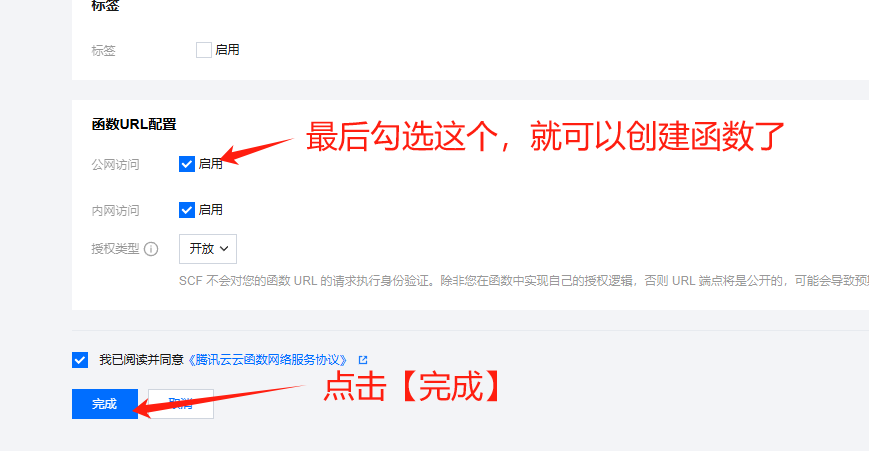 标签
标签 启用
函数URL配置
最后勾选这个，就可以创建函数了
公网访问 启用
内网访问 启用
授权类型 开放
SCF 不会对您的函数 URL 的请求执行身份验证。除非您在函数中实现自己的授权逻辑，否则 URL 端点将是公开的，可能会导致预期
我已阅读并同意《腾讯云云函数网络服务协议》
点击【完成】
完成 取消